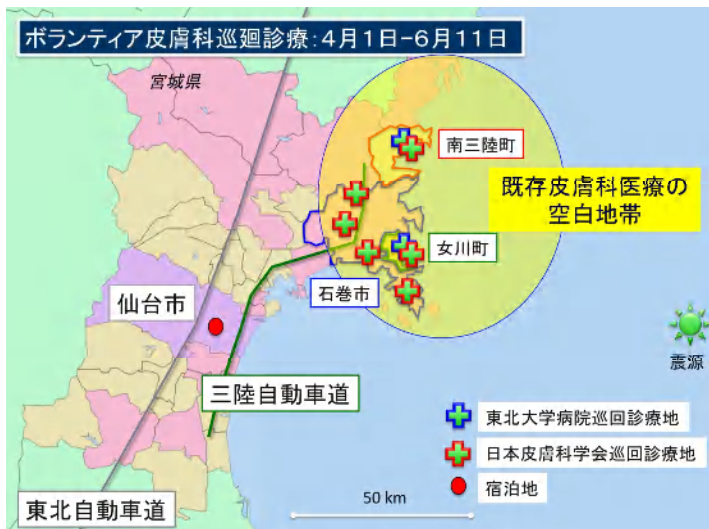 ボランティア皮膚科巡廻診療:4月1日-6月11日
宮城県
南三陸町
既存皮膚科医療の
空白地帯
女川町
石巻市
仙台市
震源
三陸自動車道
東北大学病院巡回診療地
日本皮膚科学会巡回診療地
宿泊地
50 km
東北自動車道